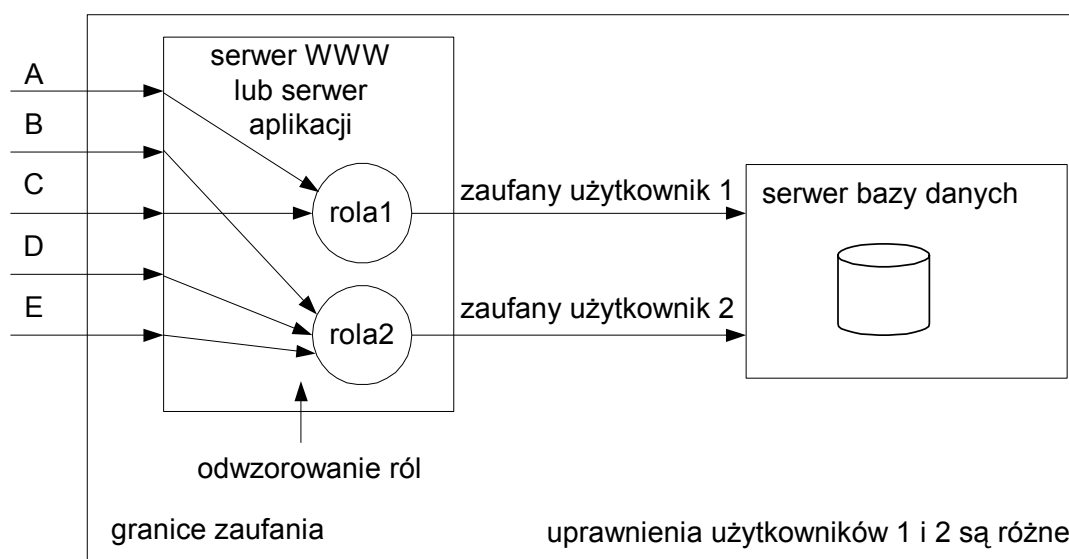 serwer WWW
lub serwer
aplikacji
A
B
C
D
E
rola1
rola2
zaufany użytkownik 1
zaufany użytkownik 2
serwer bazy danych
odwzorowanie ról
granice zaufania
uprawnienia użytkowników 1 i 2 są różne